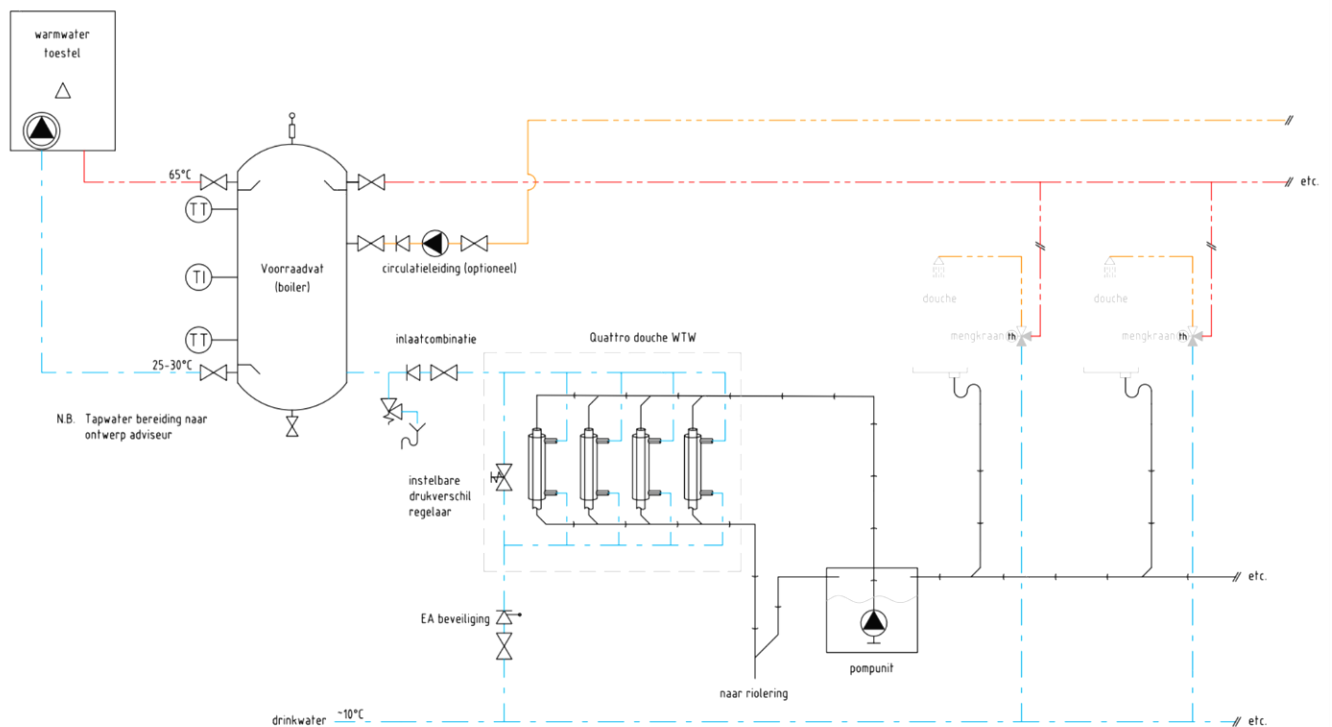 warmwater
toestel
65°C
etc.
TT
TI
TT
Voorraadvat
(boiler)
circulatieleiding (optioneel)
douche
douche
mengkraan
th
mengkraan
th
inlaatcombinatie
Quattro douche WTW
25-30°C
N.B. Tapwater bereiding naar
ontwerp adviseur
instelbare
drukverschil
regelaar
etc.
EA beveiliging
pompunit
naar riolering
drinkwater ~10°C
etc.